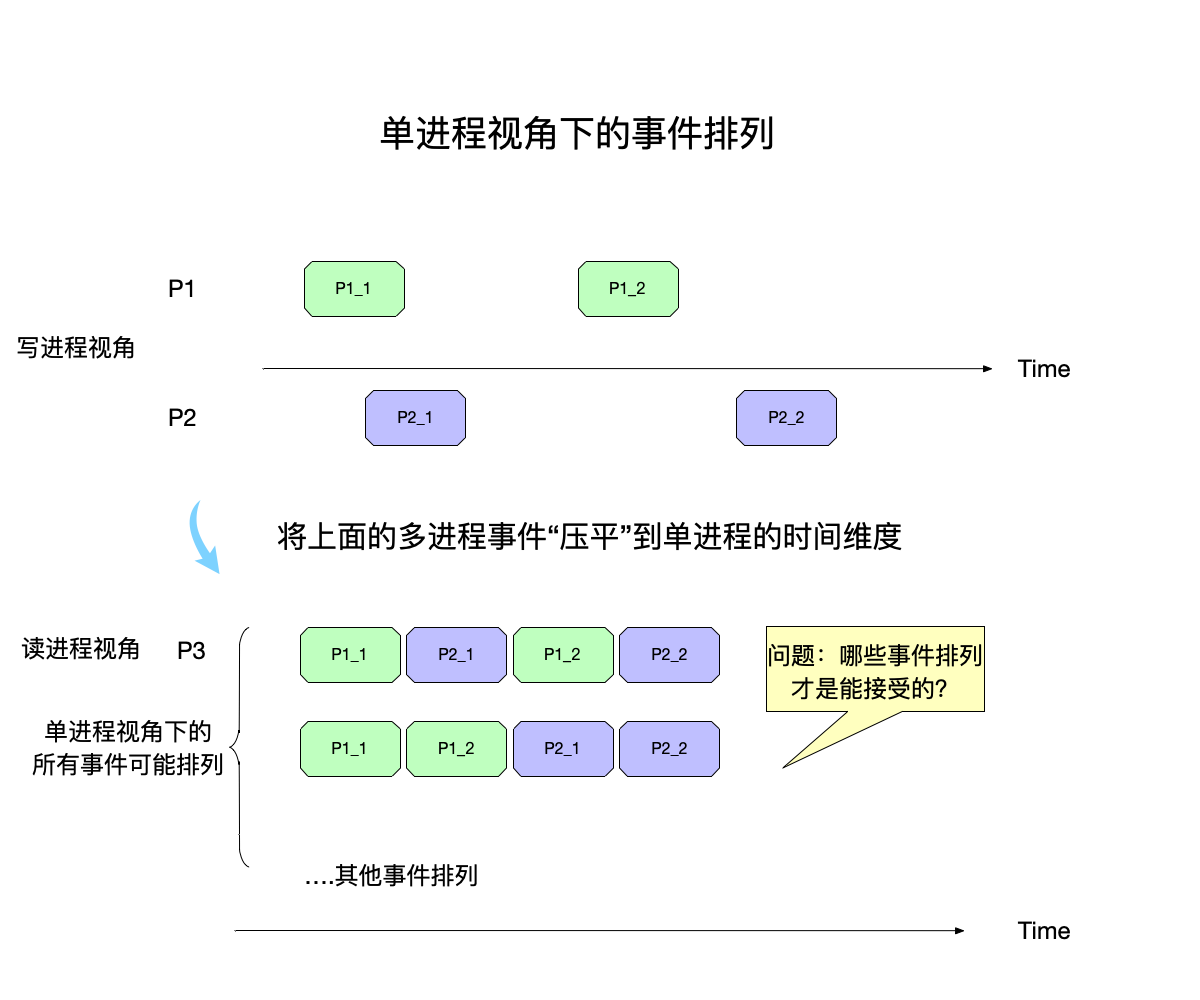 单进程视角下的事件排列
P1
P1_1
P1_2
写进程视角
Time
P2
P2_1
P2_2
将上面的多进程事件“压平”到单进程的时间维度
读进程视角
P3
P1_1
P2_1
P1_2
P2_2
问题：哪些事件排列
才是能接受的？
单进程视角下的
所有事件可能排列
P1_1
P1_2
P2_1
P2_2
....其他事件排列
Time